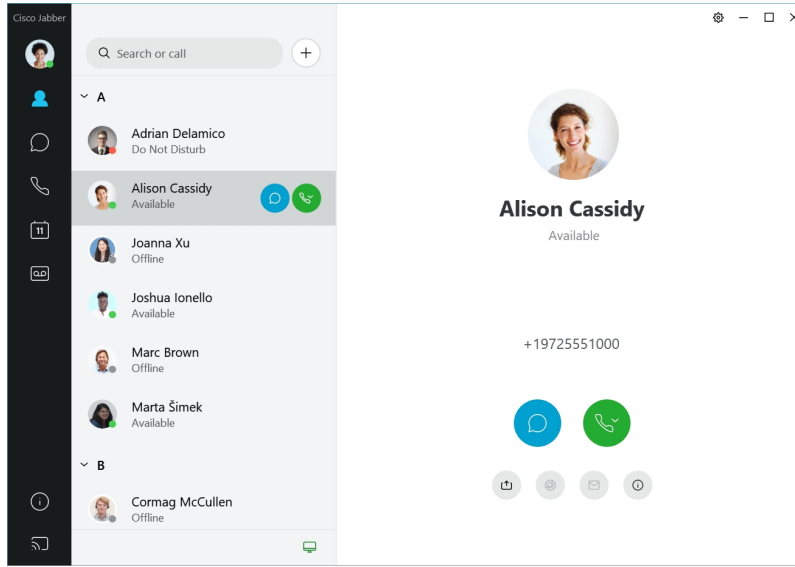 Cisco Jabber
Search or call
A
Adrian Delamico
Do Not Disturb
Alison Cassidy
Available
Joanna Xu
Offline
Joshua Ionello
Available
Marc Brown
Offline
Marta Šimek
Available
B
Cormag McCullen
Offline
11
Alison Cassidy
Available
+19725551000